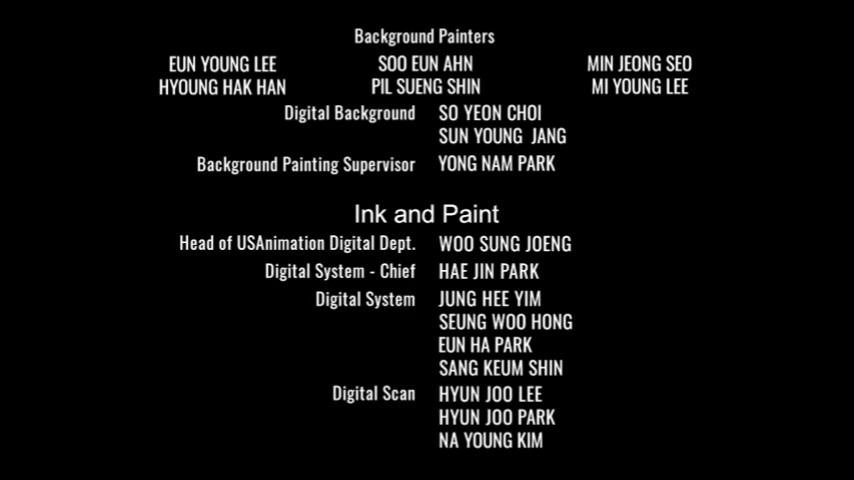 Background Painters
EUN YOUNG LEE SOO EUN AHN MIN JEONG SEO
HYOUNG HAK HAN PIL SUENG SHIN MI YOUNG LEE
Digital Background SO YEON CHOI
SUN YOUNG JANG
Background Painting Supervisor YONG NAM PARK
Ink and Paint
Head of USAnimation Digital Dept. WOO SUNG JOENG
Digital System - Chief HAE JIN PARK
Digital System JUNG HEE YIM
SEUNG WOO HONG
EUN HA PARK
SANG KEUM SHIN
Digital Scan HYUN JOO LEE
HYUN JOO PARK
NA YOUNG KIM